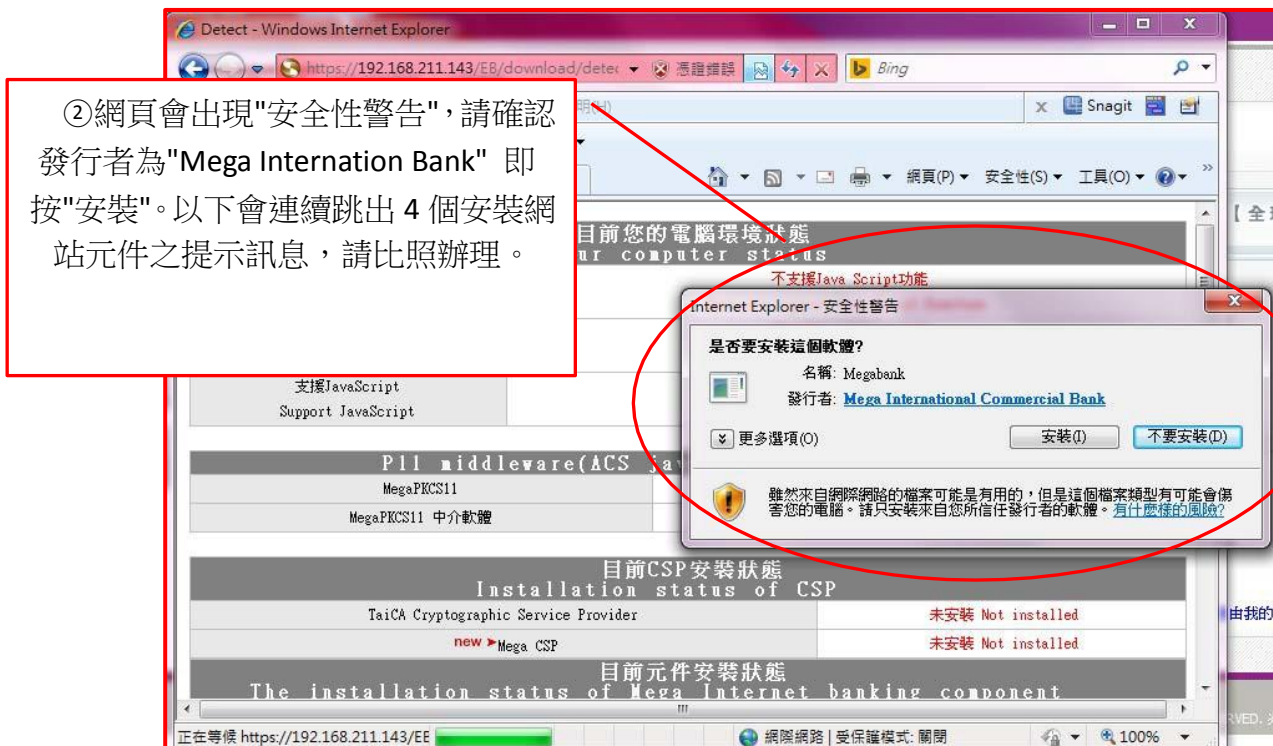 Detect - Windows Internet Explorer
https://192.168.211.143/EB/download/detec
憑證錯誤
Bing
②網頁會出現"安全性警告"，請確認
發行者為"Mega Internation Bank" 即
按"安裝"。以下會連續跳出 4 個安裝網
站元件之提示訊息，請比照辦理。
明(H)
x Snagit
網頁(P)
安全性(S)
工具(O)
目前您的電腦環境狀態
ur computer status
不支援Java Script功能
支援JavaScript
Support JavaScript
P11 middleware(ACS jav
MegaPKCS11
MegaPKCS11 中介軟體
Internet Explorer - 安全性警告
是否要安裝這個軟體?
名稱: Megabank
發行者: Mega International Commercial Bank
更多選項(O)
安裝(I)
不要安裝(D)
雖然來自網際網路的檔案可能是有用的，但是這個檔案類型有可能會傷
害您的電腦。請只安裝來自您所信任發行者的軟體。有什麼樣的風險?
目前CSP安裝狀態
Installation status of CSP
TaiCA Cryptographic Service Provider
未安裝 Not installed
new ➤Mega CSP
未安裝 Not installed
目前元件安裝狀態
The installation status of Mega Internet banking component
正在等候 https://192.168.211.143/EE
網際網路 | 受保護模式: 關閉
100%
【 全
由我的
RVED.